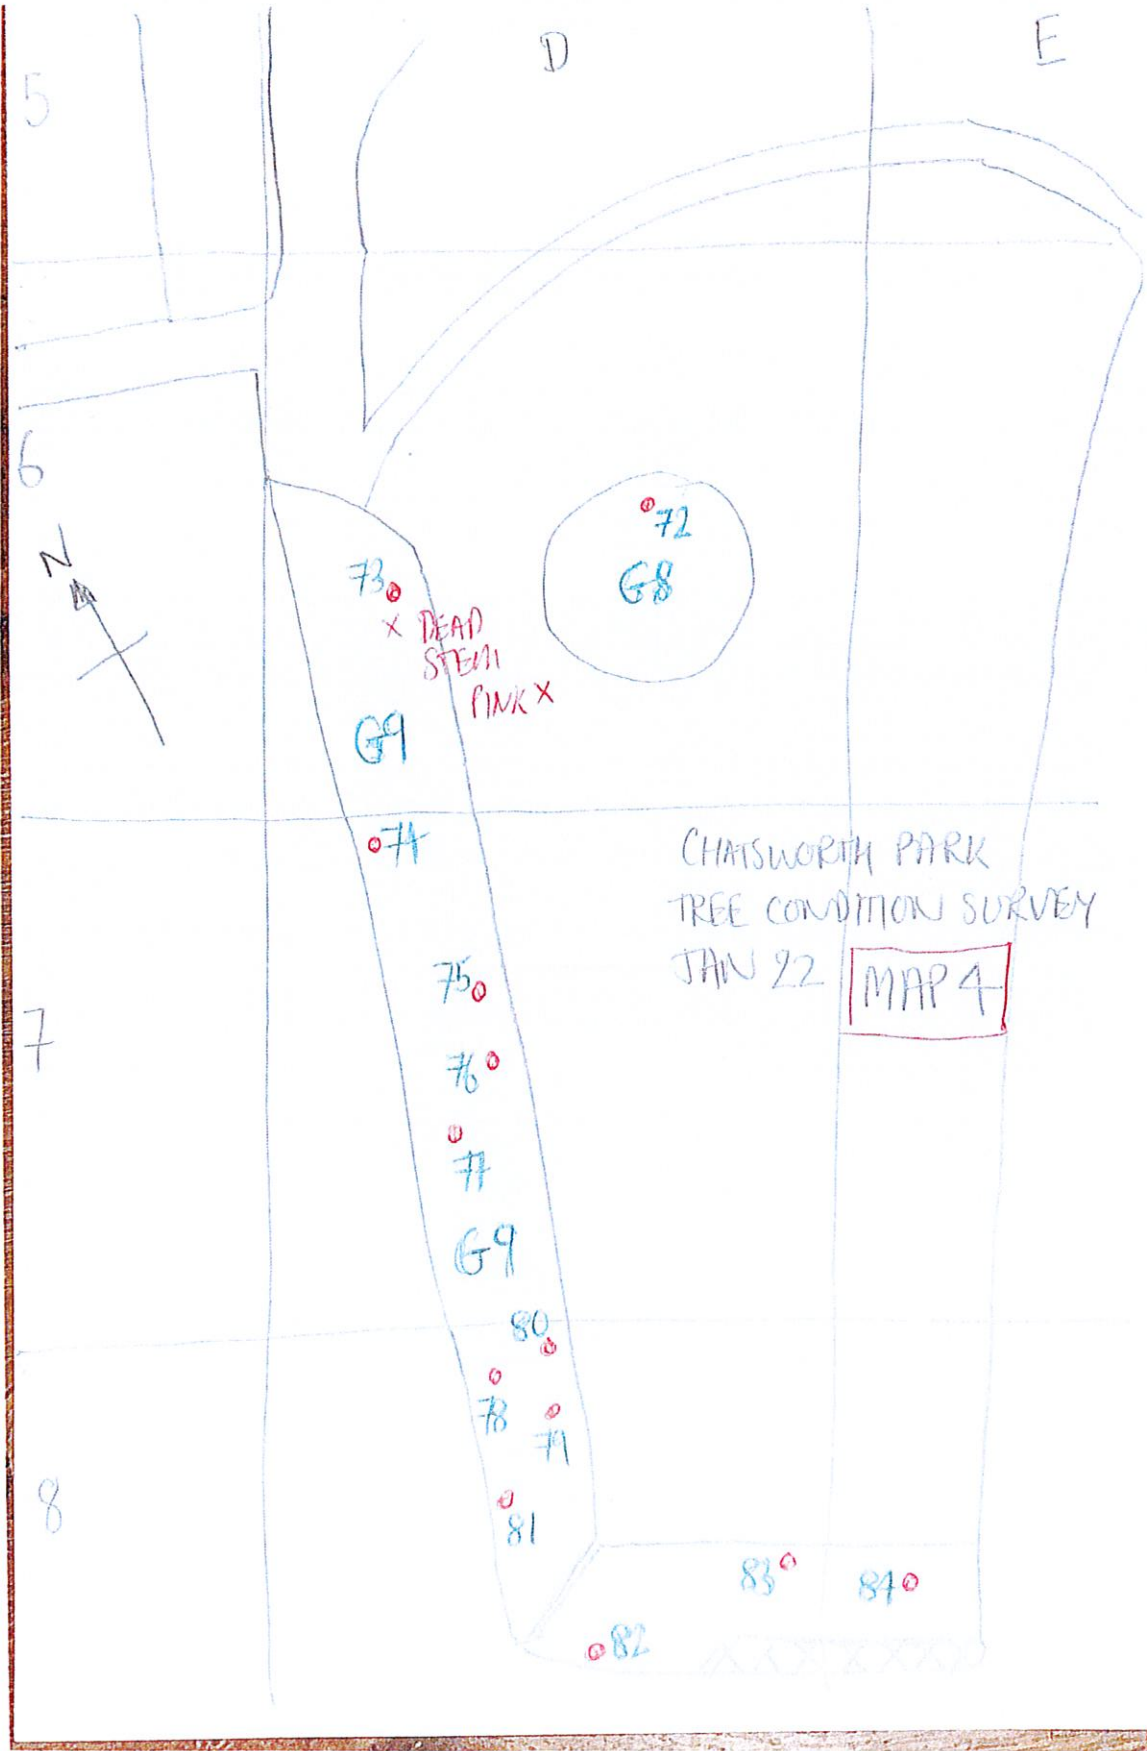 D
E
5
6
N
72
G8
73
X DEAD
STEM
PINK X
G9
74
CHATSWORTH PARK
TREE CONDITION SURVEY
JAN 22
MAP 4
75
7
76
77
G9
80
78
79
8
81
83
84
82